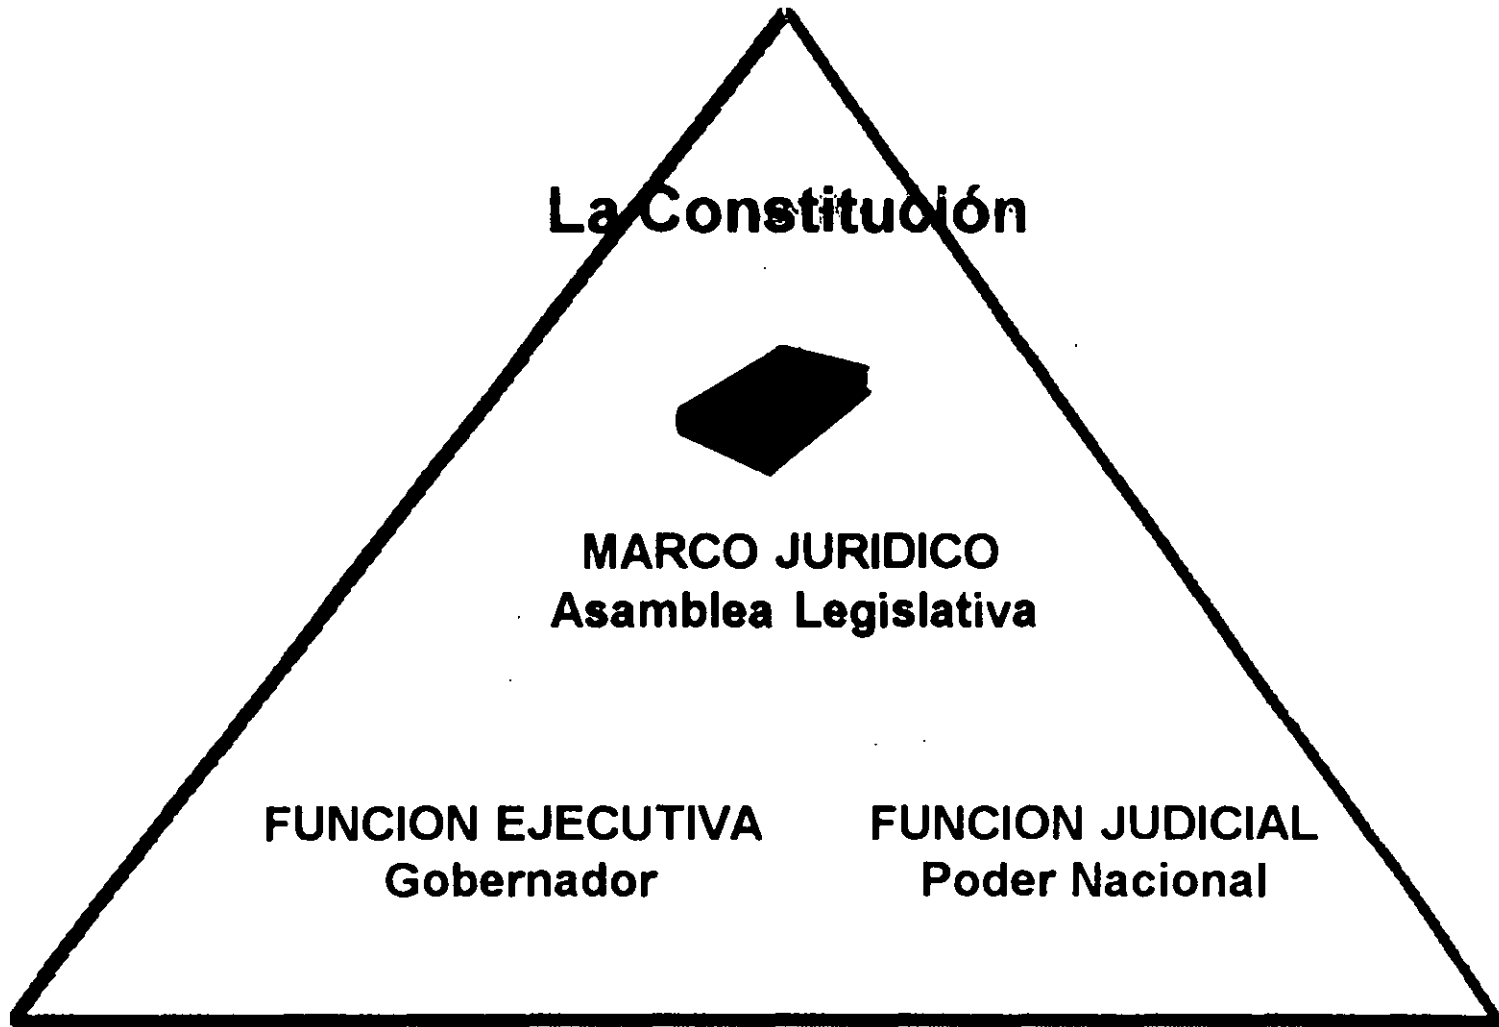 La Constitución
MARCO JURIDICO
Asamblea Legislativa
FUNCION EJECUTIVA
Gobernador
FUNCION JUDICIAL
Poder Nacional